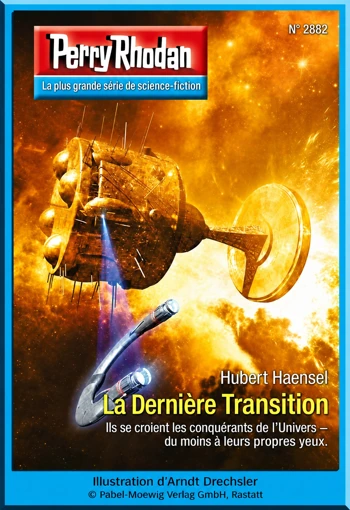 N° 2882
Perry Rhodan
La plus grande série de science-fiction
Hubert Haensel
La Dernière Transition
Ils se croient les conquérants de l'Univers –
du moins à leurs propres yeux.
Illustration d'Arndt Drechsler
© Pabel-Moewig Verlag GmbH, Rastatt